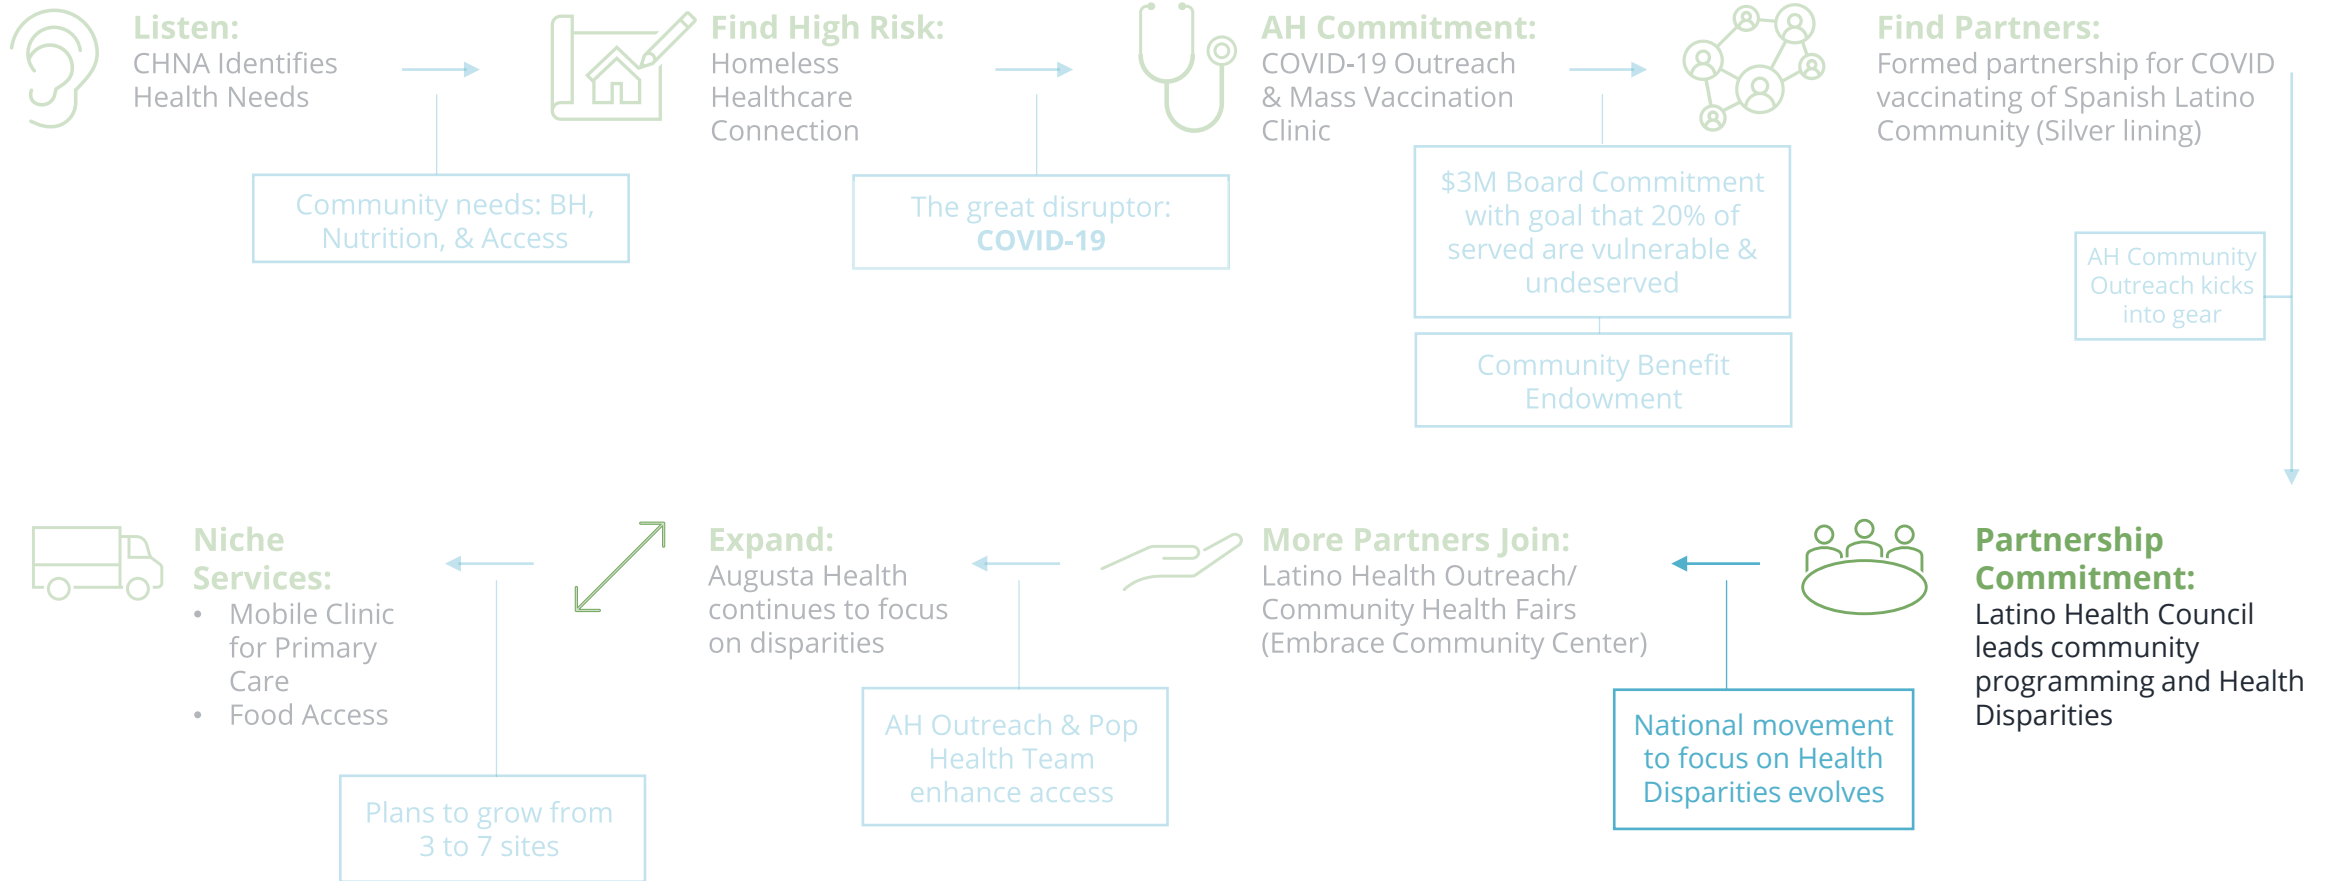 Listen:
CHNA Identifies
Health Needs
Community needs: BH,
Nutrition, & Access
Find High Risk:
Homeless
Healthcare
Connection
The great disruptor:
COVID-19
AH Commitment:
COVID-19 Outreach
& Mass Vaccination
Clinic
$3M Board Commitment
with goal that 20% of
served are vulnerable &
undeserved
Community Benefit
Endowment
Find Partners:
Formed partnership for COVID
vaccinating of Spanish Latino
Community (Silver lining)
AH Community
Outreach kicks
into gear
Partnership
Commitment:
Latino Health Council
leads community
programming and Health
Disparities
National movement
to focus on Health
Disparities evolves
More Partners Join:
Latino Health Outreach/
Community Health Fairs
(Embrace Community Center)
AH Outreach & Pop
Health Team
enhance access
Expand:
Augusta Health
continues to focus
on disparities
Plans to grow from
3 to 7 sites
Niche
Services:
• Mobile Clinic
for Primary
Care
• Food Access